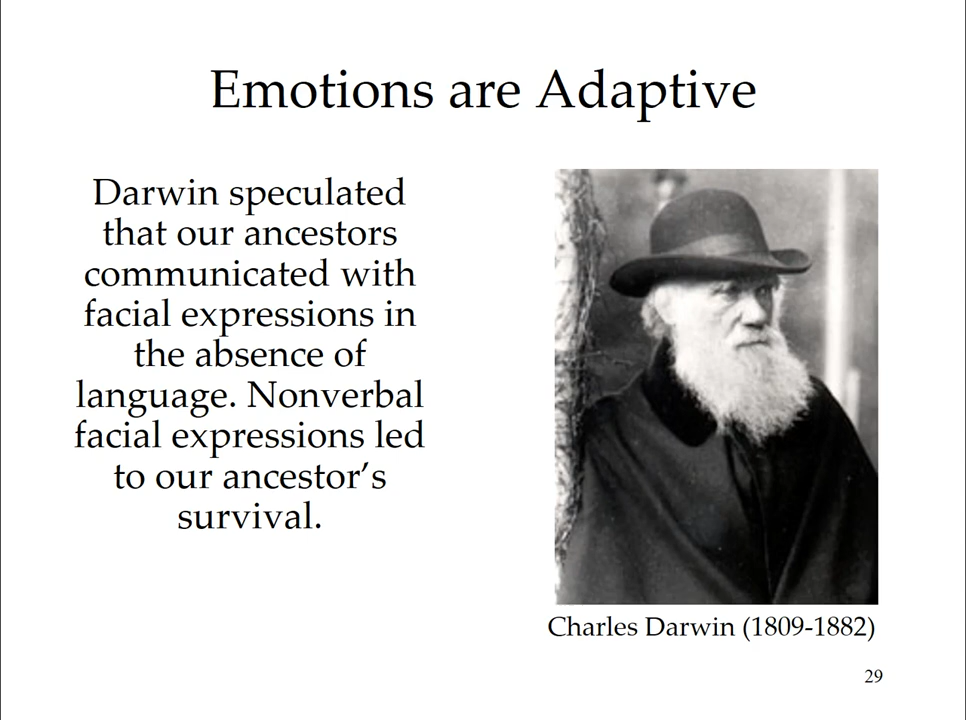 Emotions are Adaptive
Darwin speculated
that our ancestors
communicated with
facial expressions in
the absence of
language. Nonverbal
facial expressions led
to our ancestor’s
survival.
Charles Darwin (1809-1882)
29